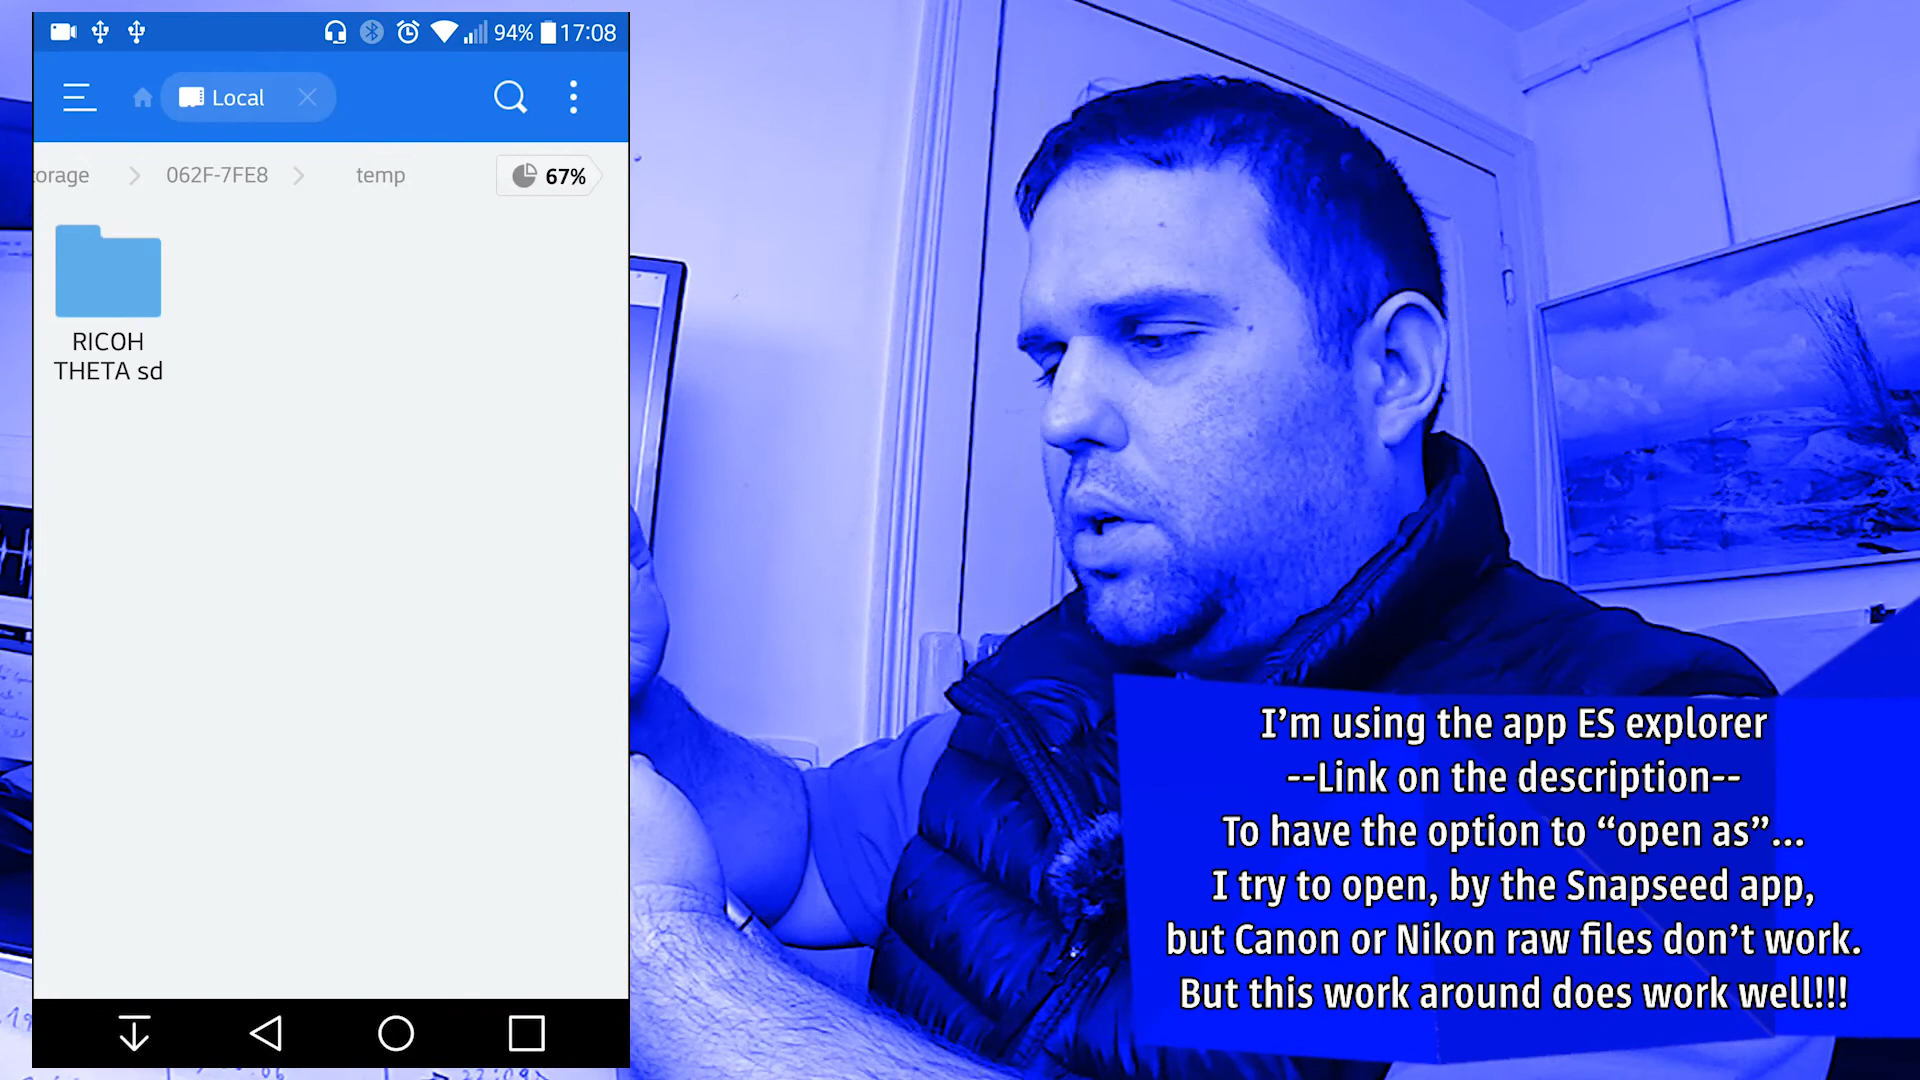 94% 17:08
Local
orage 062F-7FE8 temp 67%
RICOH
THETA sd
I’m using the app ES explorer
--Link on the description--
To have the option to “open as”...
I try to open, by the Snapseed app,
but Canon or Nikon raw files don’t work.
But this work around does work well!!!